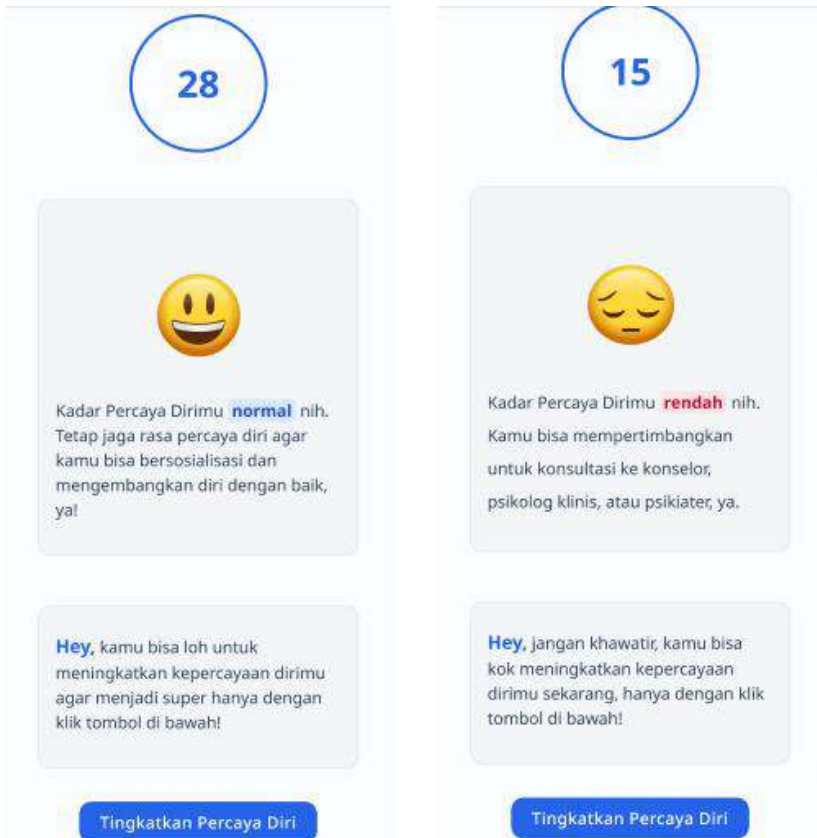 28
Kadar Percaya Dirimu normal nih.
Tetap jaga rasa percaya diri agar
kamu bisa bersosialisasi dan
mengembangkan diri dengan baik,
ya!
Hey, kamu bisa loh untuk
meningkatkan kepercayaan dirimu
agar menjadi super hanya dengan
klik tombol di bawah!
Tingkatkan Percaya Diri
15
Kadar Percaya Dirimu rendah nih.
Kamu bisa mempertimbangkan
untuk konsultasi ke konselor,
psikolog klinis, atau psikiater, ya.
Hey, jangan khawatir, kamu bisa
kok meningkatkan kepercayaan
dirimu sekarang, hanya dengan klik
tombol di bawah!
Tingkatkan Percaya Diri